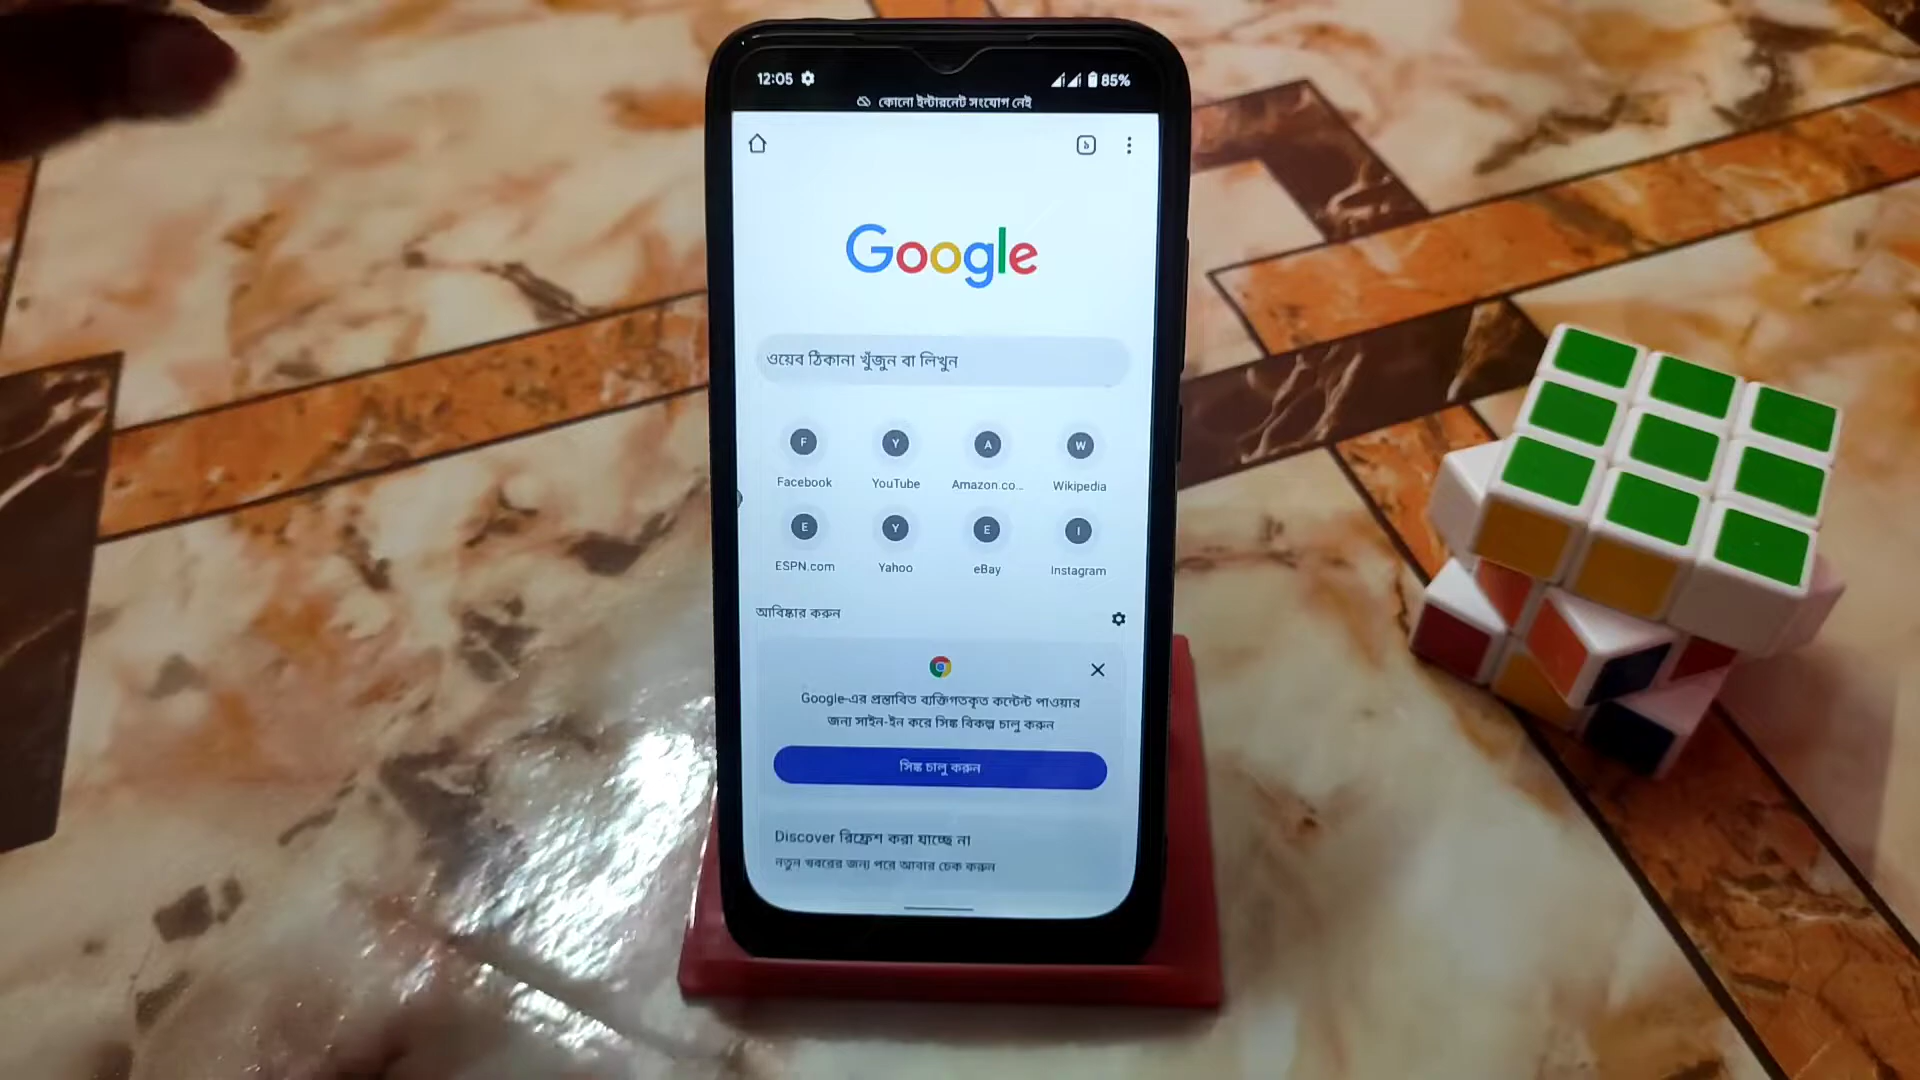 12:05 85%
কোনো ইন্টারনেট সংযোগ নেই
১
Google
ওয়েব ঠিকানা খুঁজুন বা লিখুন
F Y A W
Facebook YouTube Amazon.co... Wikipedia
E Y E I
ESPN.com Yahoo eBay Instagram
আবিষ্কার করুন
Google-এর প্রস্তাবিত ব্যক্তিগতকৃত কন্টেন্ট পাওয়ার
জন্য সাইন-ইন করে সিঙ্ক বিকল্প চালু করুন
সিঙ্ক চালু করুন
Discover রিফ্রেশ করা যাচ্ছে না
নতুন খবরের জন্য পরে আবার চেক করুন